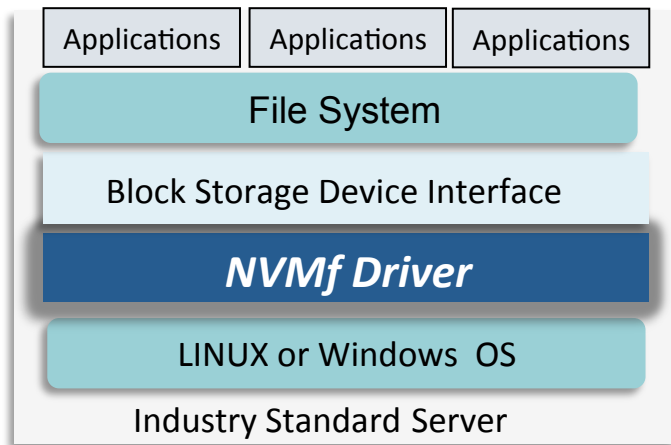 Applications Applications Applications
File System
Block Storage Device Interface
NVMf Driver
LINUX or Windows OS
Industry Standard Server